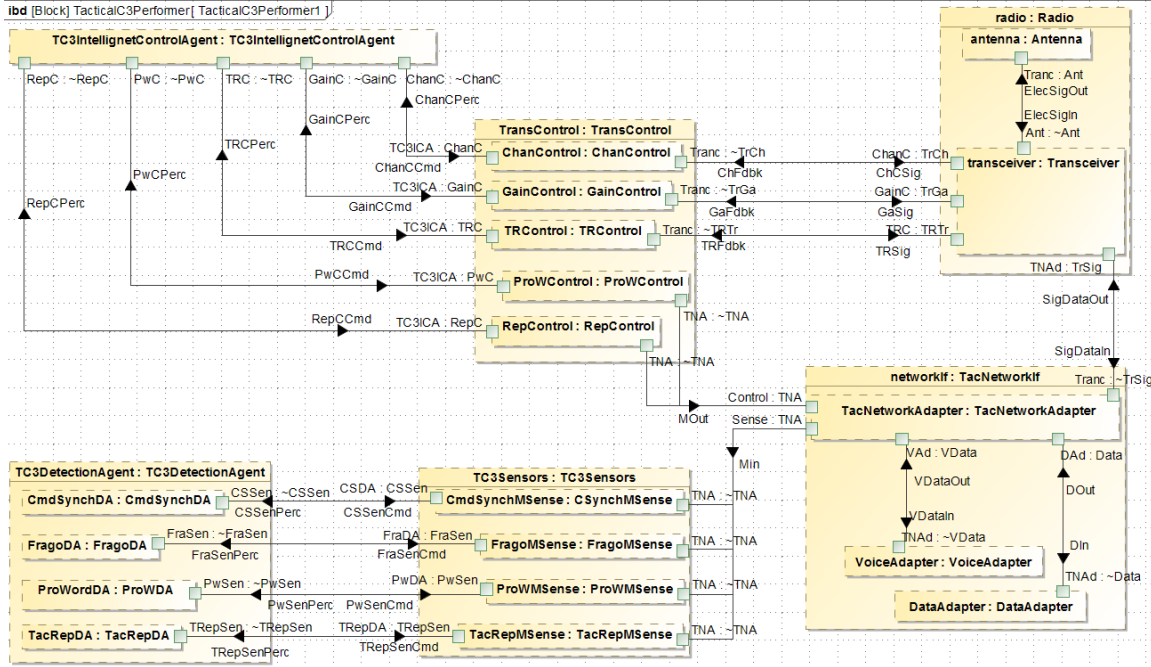 ibd [Block] TacticalC3Performer[ TacticalC3Performer1 ]
TC3IntellignetControlAgent : TC3IntellignetControlAgent
RepC : ~RepC
PwC : ~PwC
TRC : ~TRC
GainC : ~GainC
ChanC : ~ChanC
ChanCPerc
GainCPerc
TRCPerc
PwCPerc
RepCPerc
radio : Radio
antenna : Antenna
Tranc : Ant
ElecSigOut
ElecSigIn
Ant : ~Ant
transceiver : Transceiver
TransControl : TransControl
TC3ICA : ChanC
ChanCCmd
ChanControl : ChanControl
Tranc : ~TrCh
ChFdbk
ChanC : TrCh
ChCSig
TC3ICA : GainC
GainCCmd
GainControl : GainControl
Tranc : ~TrGa
GaFdbk
GainC : TrGa
GaSig
TC3ICA : TRC
TRCCmd
TRControl : TRControl
Tranc : ~TRTr
TRFdbk
TRC : RTr
TRSig
PwCCmd
TC3ICA : PwC
ProWControl : ProWControl
TNA : ~TNA
RepCCmd
TC3ICA : RepC
RepControl : RepControl
TNA : ~TNA
TNAd : TrSig
SigDataOut
SigDataIn
networkIf : TacNetworkIf
Tranc : ~TrSig
Control : TNA
MOut
Sense : TNA
Min
TacNetworkAdapter : TacNetworkAdapter
VAd : VData
VDataOut
VDataIn
TNAd : ~VData
VoiceAdapter : VoiceAdapter
DAd : Data
DOut
DIn
TNAd : ~Data
DataAdapter : DataAdapter
TC3DetectionAgent : TC3DetectionAgent
TC3Sensors : TC3Sensors
CmdSynchDA : CmdSynchDA
CSSen : ~CSSen
CSSenPerc
CSDA : CSSen
CSSenCmd
CmdSynchMSense : CSynchMSense
TNA : ~TNA
FragoDA : FragoDA
FraSen : ~FraSen
FraSenPerc
FraDA : FraSen
FraSenCmd
FragoMSense : FragoMSense
TNA : ~TNA
ProWordDA : ProWDA
PwSen : ~PwSen
PwSenPerc
PwDA : PwSen
PwSenCmd
ProWMSense : ProWMSense
TNA : ~TNA
TacRepDA : TacRepDA
TRepSen : ~TRepSen
TRepSenPerc
TRepDA : TRepSen
TRepSenCmd
TacRepMSense : TacRepMSense
TNA : ~TNA